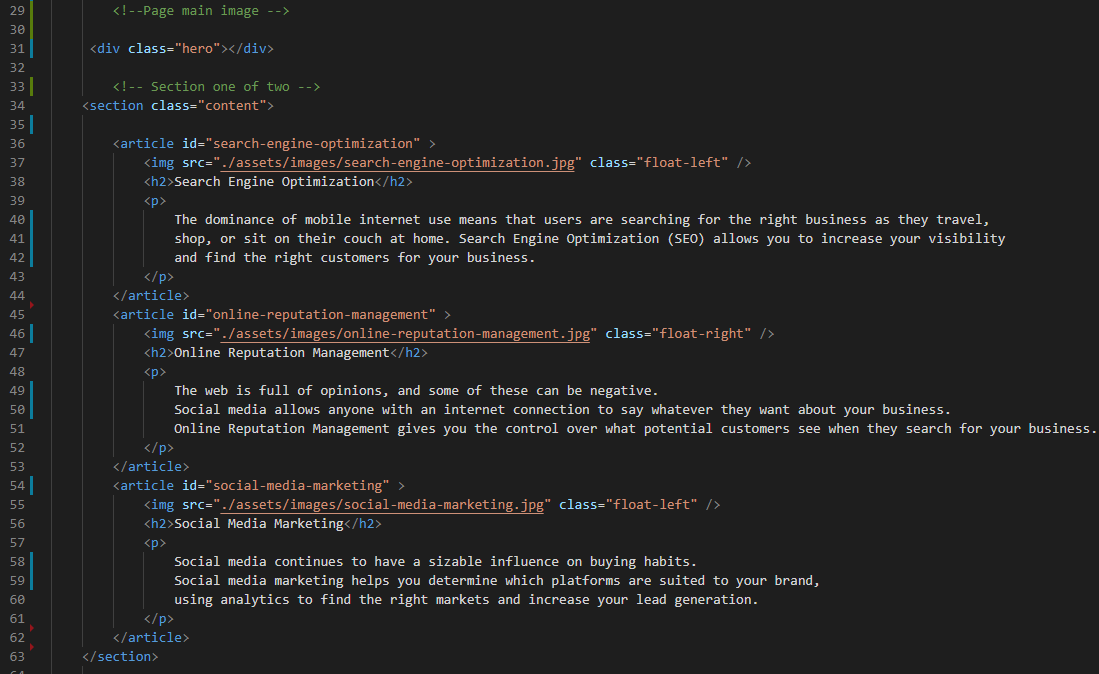 29 <!--Page main image -->
30
31 <div class="hero"></div>
32
33 <!-- Section one of two -->
34 <section class="content">
35
36 <article id="search-engine-optimization" >
37 <img src="./assets/images/search-engine-optimization.jpg" class="float-left" />
38 <h2>Search Engine Optimization</h2>
39 <p>
40 The dominance of mobile internet use means that users are searching for the right business as they travel,
41 shop, or sit on their couch at home. Search Engine Optimization (SEO) allows you to increase your visibility
42 and find the right customers for your business.
43 </p>
44 </article>
45 <article id="online-reputation-management" >
46 <img src="./assets/images/online-reputation-management.jpg" class="float-right" />
47 <h2>Online Reputation Management</h2>
48 <p>
49 The web is full of opinions, and some of these can be negative.
50 Social media allows anyone with an internet connection to say whatever they want about your business.
51 Online Reputation Management gives you the control over what potential customers see when they search for your business.
52 </p>
53 </article>
54 <article id="social-media-marketing" >
55 <img src="./assets/images/social-media-marketing.jpg" class="float-left" />
56 <h2>Social Media Marketing</h2>
57 <p>
58 Social media continues to have a sizable influence on buying habits.
59 Social media marketing helps you determine which platforms are suited to your brand,
60 using analytics to find the right markets and increase your lead generation.
61 </p>
62 </article>
63 </section>